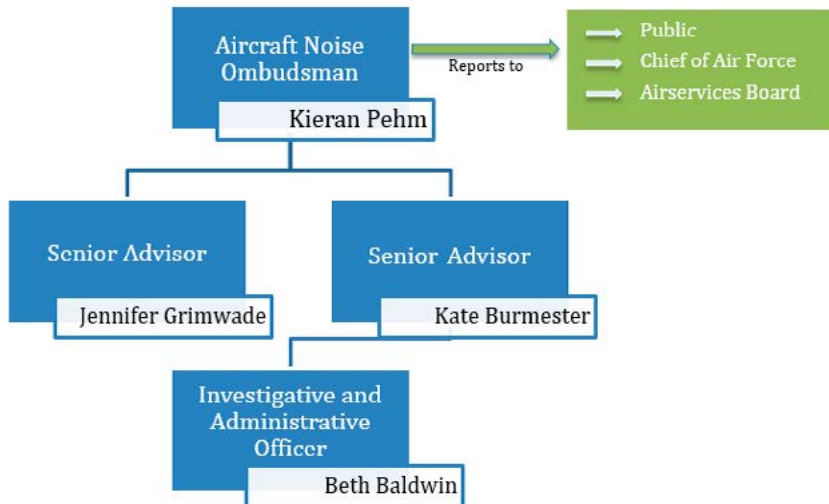 Aircraft Noise
Ombudsman
Kieran Pehm
Reports to
Public
Chief of Air Force
Airservices Board
Senior Advisor
Jennifer Grimwade
Senior Advisor
Kate Burmester
Investigative and
Administrative
Officer
Beth Baldwin